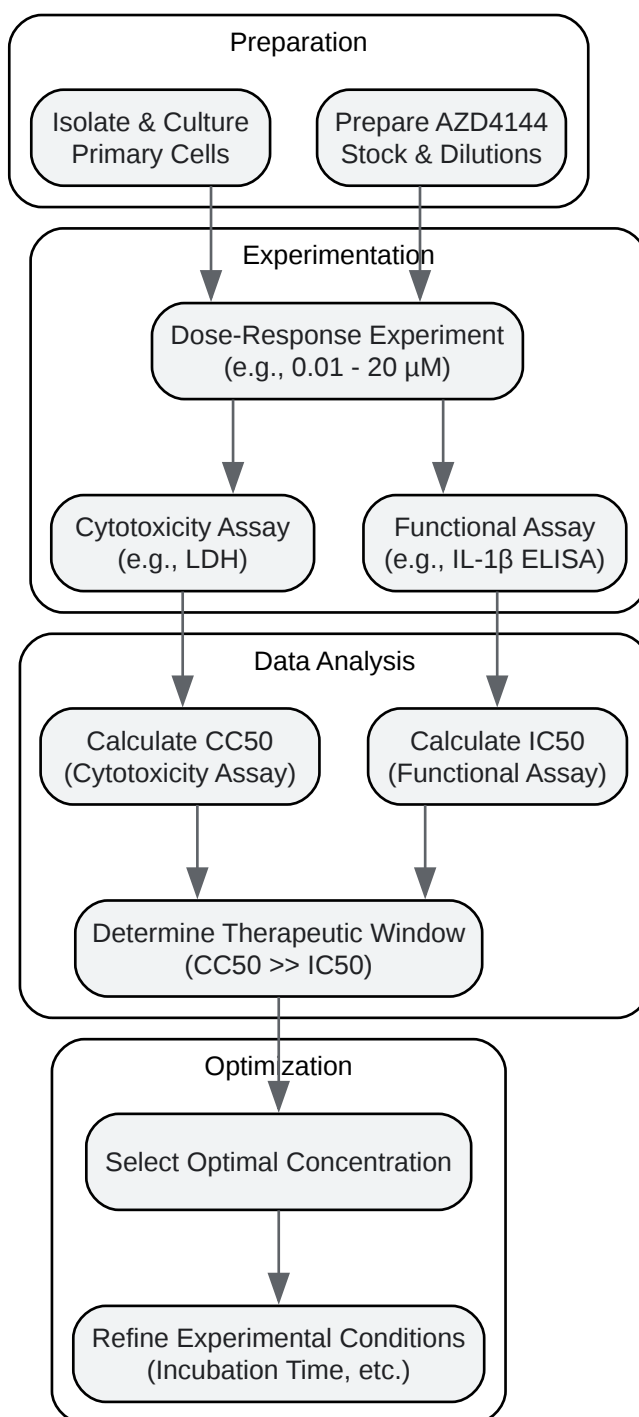 Preparation
Isolate & Culture
Primary Cells
Prepare AZD4144
Stock & Dilutions
Experimentation
Dose-Response Experiment
(e.g., 0.01 - 20 µM)
Cytotoxicity Assay
(e.g., LDH)
Functional Assay
(e.g., IL-1β ELISA)
Data Analysis
Calculate CC50
(Cytotoxicity Assay)
Calculate IC50
(Functional Assay)
Determine Therapeutic Window
(CC50 >> IC50)
Optimization
Select Optimal Concentration
Refine Experimental Conditions
(Incubation Time, etc.)